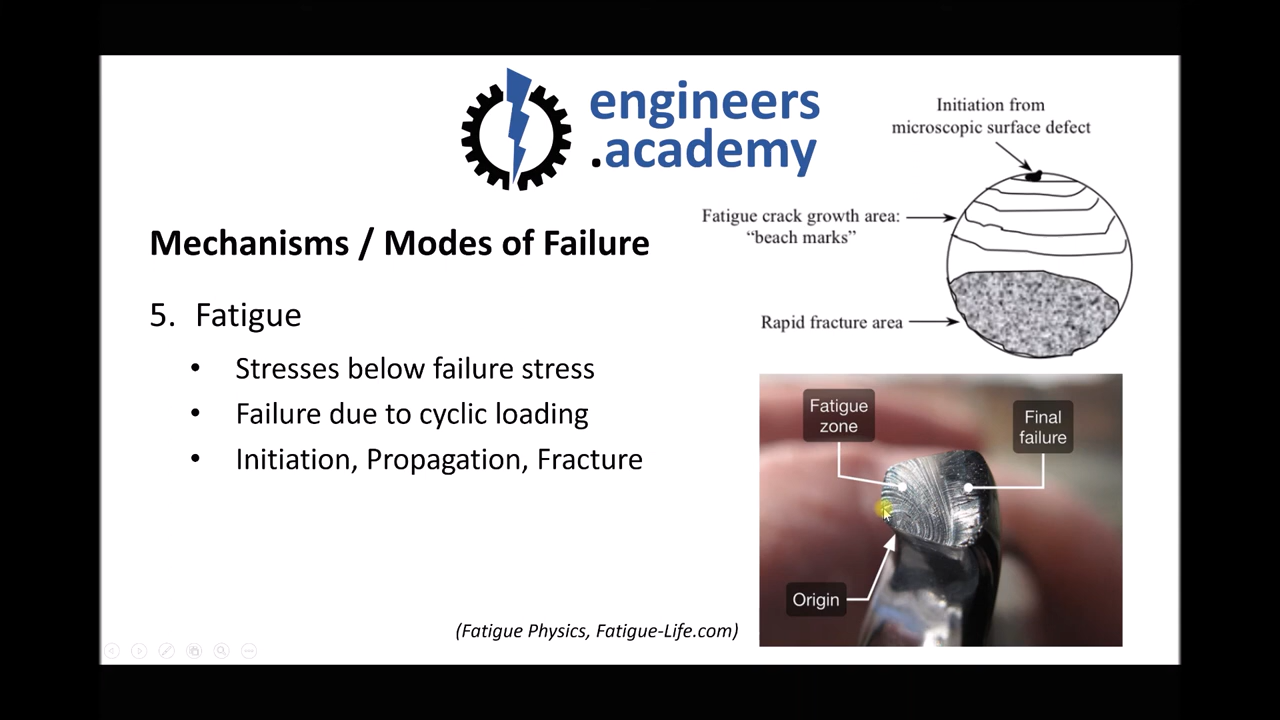 engineers
.academy
Mechanisms / Modes of Failure
5. Fatigue
• Stresses below failure stress
• Failure due to cyclic loading
• Initiation, Propagation, Fracture
(Fatigue Physics, Fatigue-Life.com)
Initiation from
microscopic surface defect
Fatigue crack growth area:
“beach marks”
Rapid fracture area
Fatigue
zone
Final
failure
Origin